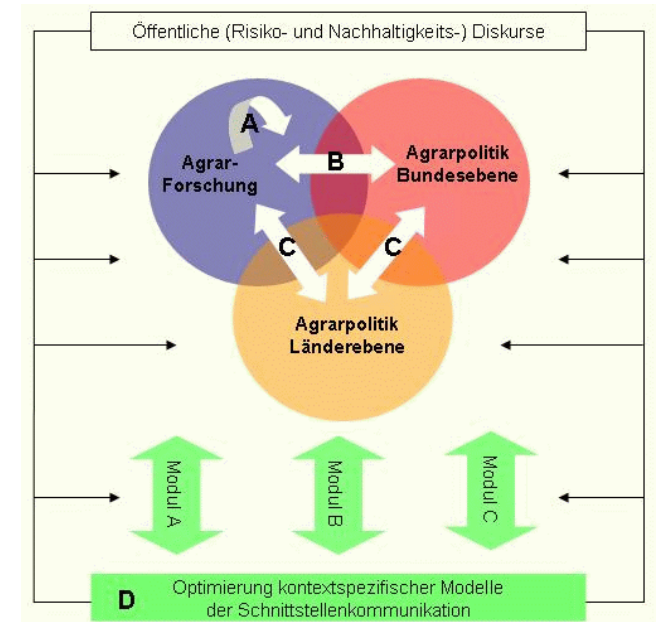 Öffentliche (Risiko- und Nachhaltigkeits-) Diskurse
A
Agrar-
Forschung
B
Agrarpolitik
Bundesebene
C
C
Agrarpolitik
Länderebene
Modul A
Modul B
Modul C
D
Optimierung kontextspezifischer Modelle
der Schnittstellenkommunikation